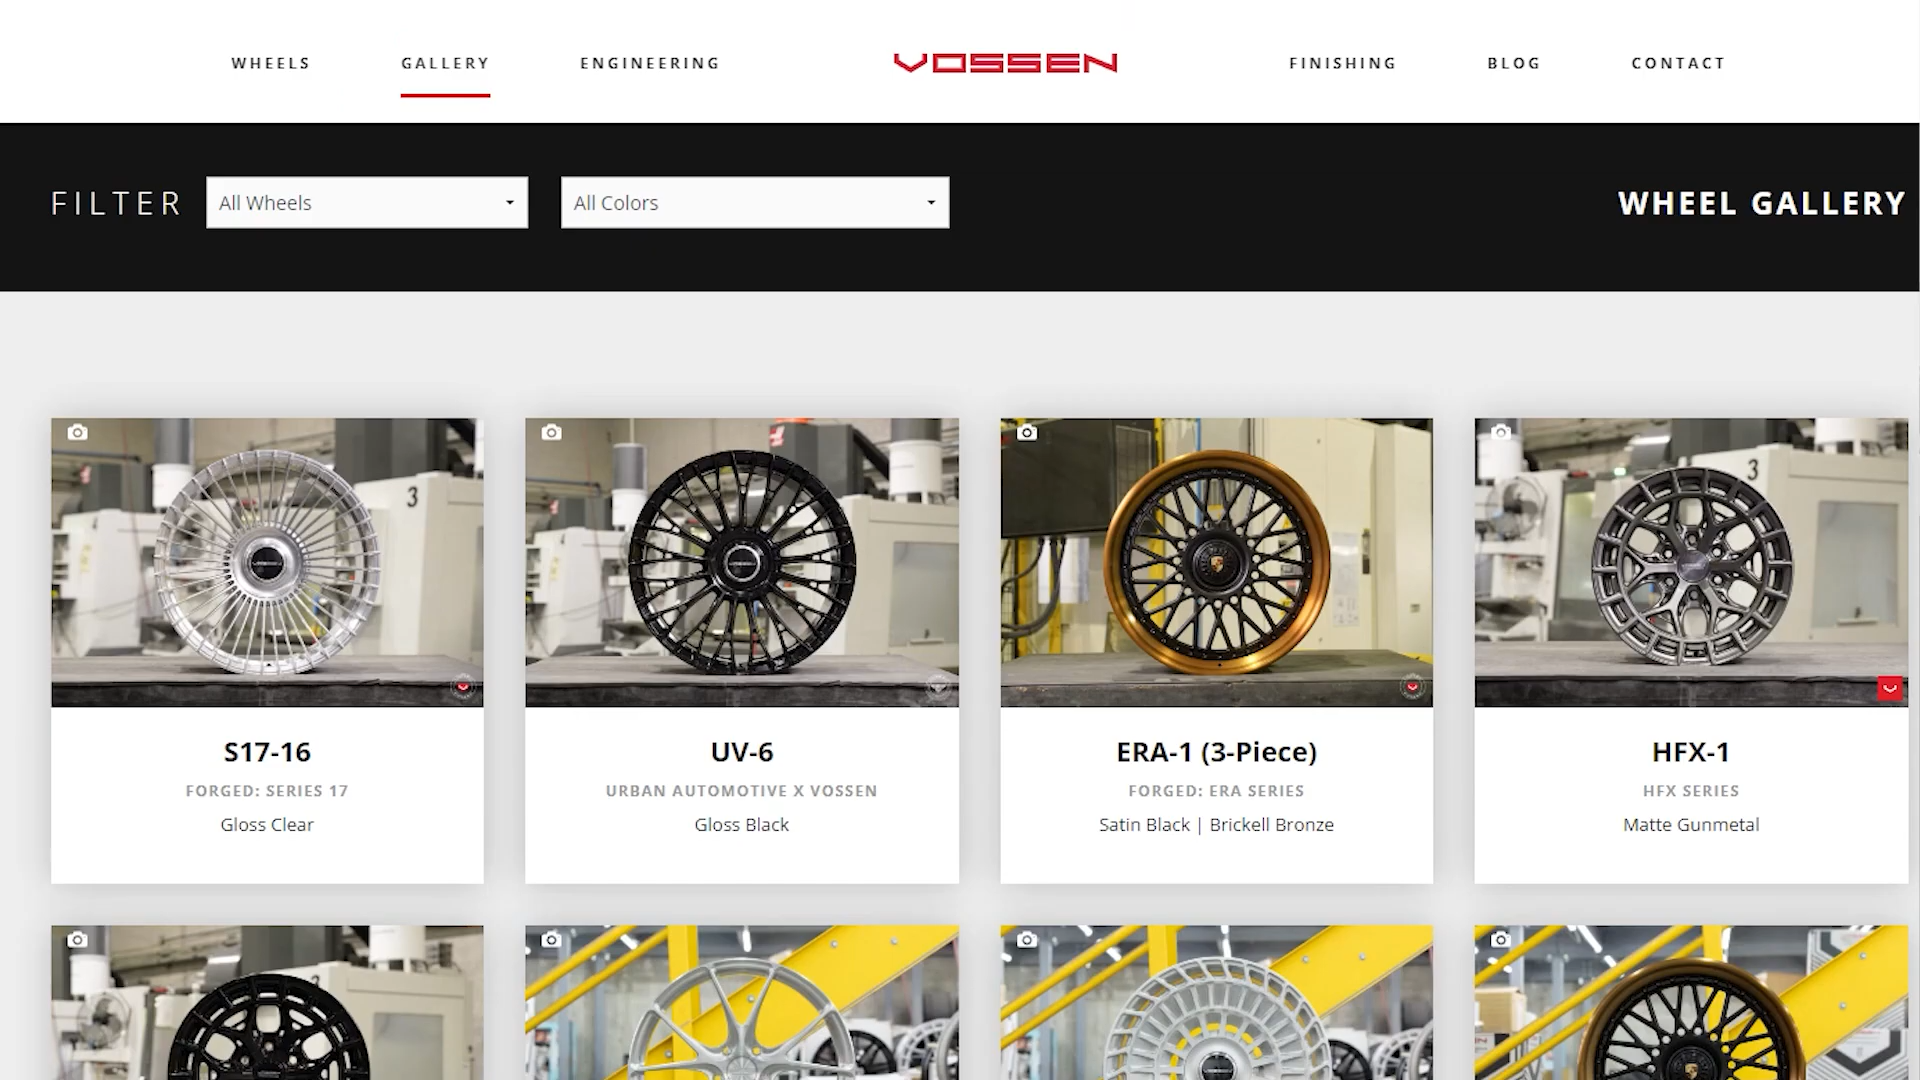 WHEELS
GALLERY
ENGINEERING
VOSSEN
FINISHING
BLOG
CONTACT
FILTER
All Wheels
All Colors
WHEEL GALLERY
3
3
S17-16
FORGED: SERIES 17
Gloss Clear
UV-6
URBAN AUTOMOTIVE X VOSSEN
Gloss Black
ERA-1 (3-Piece)
FORGED: ERA SERIES
Satin Black | Brickell Bronze
HFX-1
HFX SERIES
Matte Gunmetal